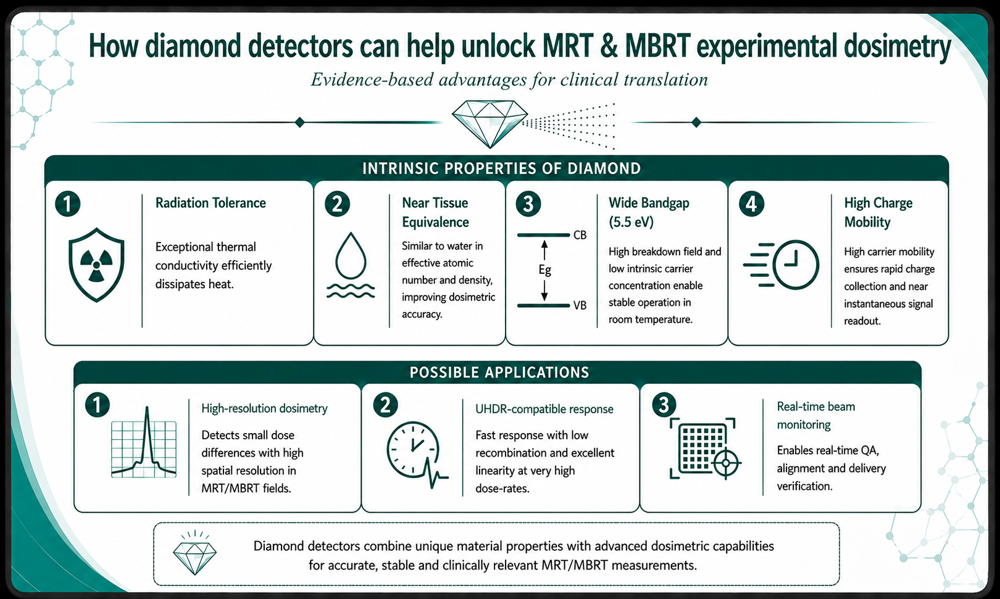 How diamond detectors can help unlock MRT & MBRT experimental dosimetry
Evidence-based advantages for clinical translation
INTRINSIC PROPERTIES OF DIAMOND
1
Radiation Tolerance
Exceptional thermal
conductivity efficiently
dissipates heat.
2
Near Tissue
Equivalence
Similar to water in
effective atomic
number and density,
improving dosimetric
accuracy.
3
CB
Eg
VB
Wide Bandgap
(5.5 eV)
High breakdown field and
low intrinsic carrier
concentration enable
stable operation in
room temperature.
4
High Charge
Mobility
High carrier mobility
ensures rapid charge
collection and near
instantaneous signal
readout.
POSSIBLE APPLICATIONS
1
High-resolution dosimetry
Detects small dose
differences with high
spatial resolution in
MRT/MBRT fields.
2
UHDR-compatible response
Fast response with low
recombination and excellent
linearity at very high
dose-rates.
3
Real-time beam
monitoring
Enables real-time QA,
alignment and delivery
verification.
Diamond detectors combine unique material properties with advanced dosimetric capabilities
for accurate, stable and clinically relevant MRT/MBRT measurements.